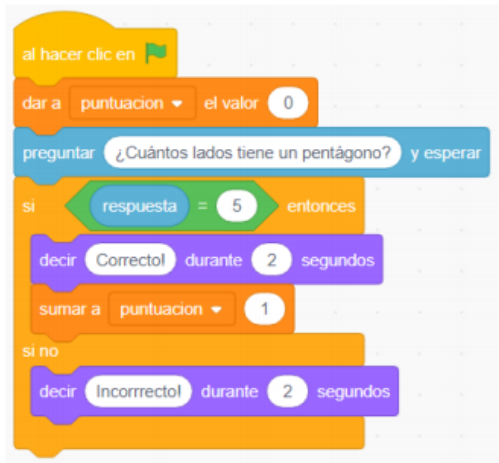 al hacer clic en
dar a puntuacion el valor 0
preguntar ¿Cuántos lados tiene un pentágono? y esperar
si respuesta = 5 entonces
decir Correcto! durante 2 segundos
sumar a puntuacion 1
si no
decir Incorrrecto! durante 2 segundos